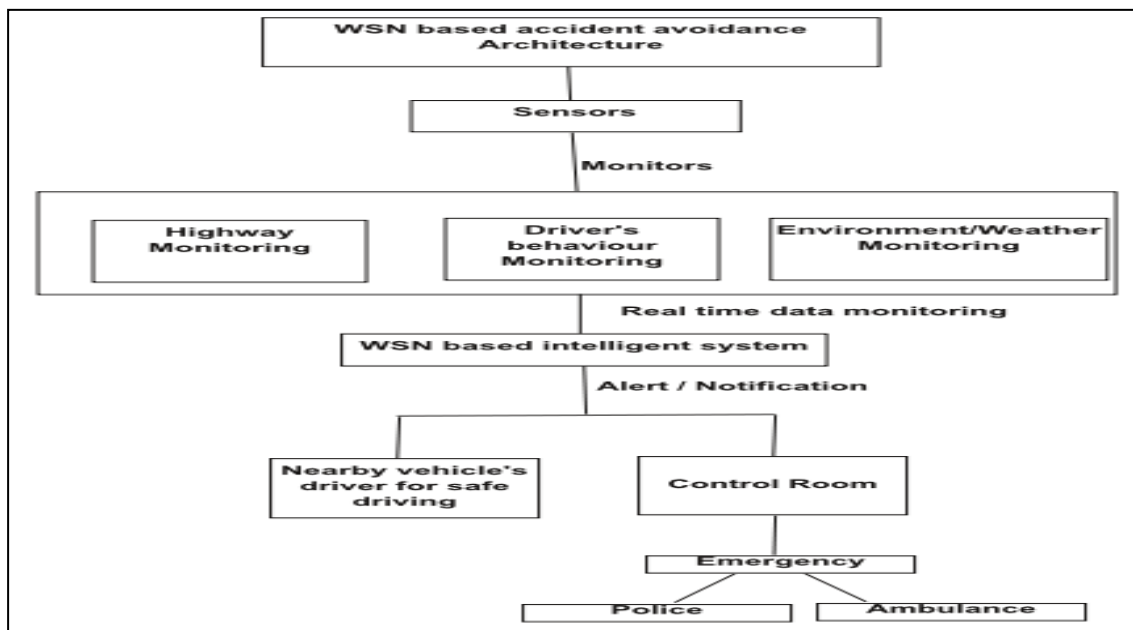 WSN based accident avoidance
Architecture
Sensors
Monitors
Highway
Monitoring
Driver's
behaviour
Monitoring
Environment/Weather
Monitoring
Real time data monitoring
WSN based intelligent system
Alert / Notification
Nearby vehicle's
driver for safe
driving
Control Room
Emergency
Police
Ambulance